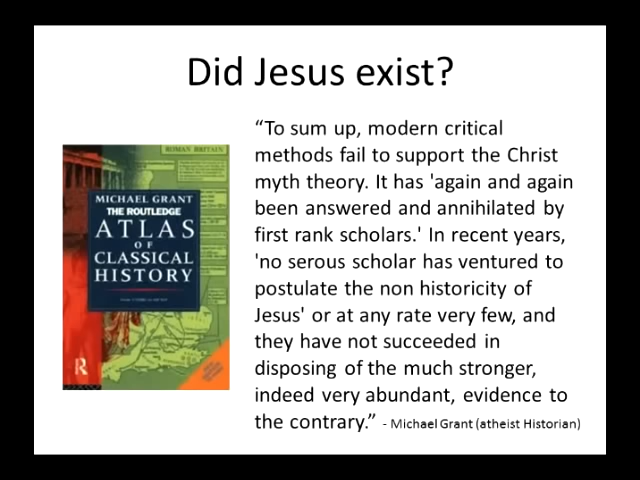 Did Jesus exist?
“To sum up, modern critical
methods fail to support the Christ
myth theory. It has 'again and again
been answered and annihilated by
first rank scholars.' In recent years,
'no serous scholar has ventured to
postulate the non historicity of
Jesus' or at any rate very few, and
they have not succeeded in
disposing of the much stronger,
indeed very abundant, evidence to
the contrary.” - Michael Grant (atheist Historian)
ROMAN BRITAIN
MICHAEL GRANT
THE ROUTLEDGE
ATLAS
OF
CLASSICAL
HISTORY
R